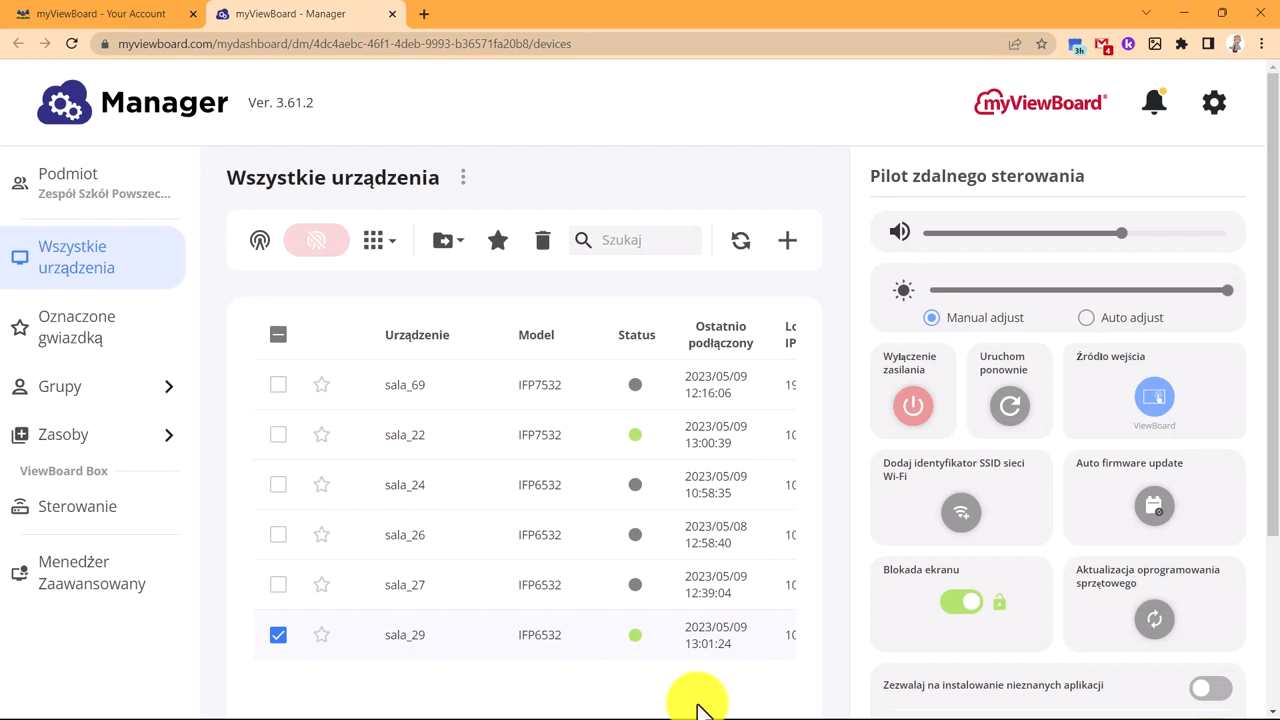 myViewBoard - Your Account
myViewBoard - Manager
myviewboard.com/mydashboard/dm/4dc4aebc-46f1-4deb-9993-b36571fa20b8/devices
3h
4
Manager
Ver. 3.61.2
myViewBoard
Podmiot
Zespół Szkół Powszec...
Wszystkie
urządzenia
Oznaczone
gwiazdką
Grupy
Zasoby
ViewBoard Box
Sterowanie
Menedżer
Zaawansowany
Wszystkie urządzenia
Szukaj
Urządzenie Model Status Ostatnio podłączony Lo IP
sala_69 IFP7532 2023/05/09 12:16:06 19
sala_22 IFP7532 2023/05/09 13:00:39 10
sala_24 IFP6532 2023/05/09 10:58:35 10
sala_26 IFP6532 2023/05/08 12:58:40 10
sala_27 IFP6532 2023/05/09 12:39:04 10
sala_29 IFP6532 2023/05/09 13:01:24 10
Pilot zdalnego sterowania
Manual adjust
Auto adjust
Wyłączenie
zasilania
Uruchom
ponownie
Źródło wejścia
ViewBoard
Dodaj identyfikator SSID sieci
Wi-Fi
Auto firmware update
Blokada ekranu
Aktualizacja oprogramowania
sprzętowego
Zezwalaj na instalowanie nieznanych aplikacji